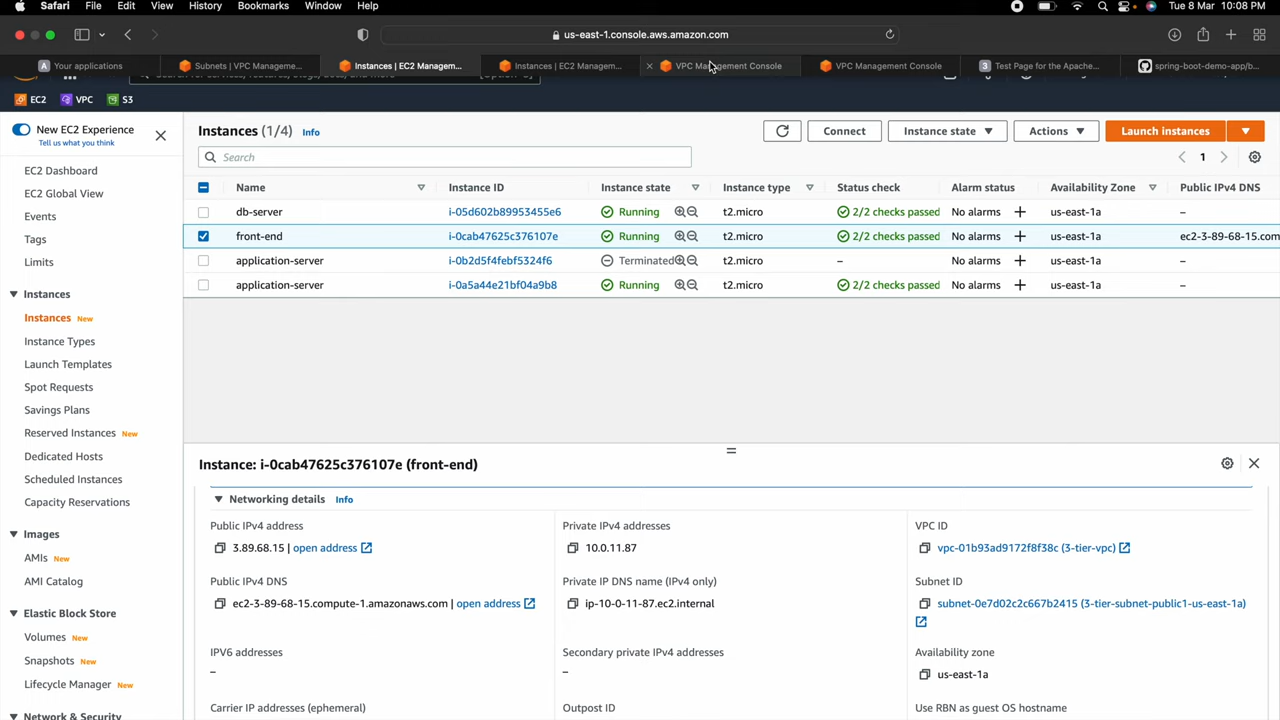 Safari File Edit View History Bookmarks Window Help Tue 8 Mar 10:08 PM
us-east-1.console.aws.amazon.com
A Your applications Subnets | VPC Manageme... Instances | EC2 Managem... Instances | EC2 Managem... VPC Management Console VPC Management Console 3 Test Page for the Apache... spring-boot-demo-app/b...
EC2 VPC S3
New EC2 Experience
Tell us what you think
EC2 Dashboard
EC2 Global View
Events
Tags
Limits
Instances
Instances New
Instance Types
Launch Templates
Spot Requests
Savings Plans
Reserved Instances New
Dedicated Hosts
Scheduled Instances
Capacity Reservations
Images
AMIs New
AMI Catalog
Elastic Block Store
Volumes New
Snapshots New
Lifecycle Manager New
Network & Security
Instances (1/4) Info
Connect Instance state Actions Launch instances
Search
1
Name Instance ID Instance state Instance type Status check Alarm status Availability Zone Public IPv4 DNS
db-server i-05d602b89953455e6 Running t2.micro 2/2 checks passed No alarms + us-east-1a –
front-end i-0cab47625c376107e Running t2.micro 2/2 checks passed No alarms + us-east-1a ec2-3-89-68-15.com
application-server i-0b2d5f4febf5324f6 Terminated t2.micro – No alarms + us-east-1a –
application-server i-0a5a44e21bf04a9b8 Running t2.micro 2/2 checks passed No alarms + us-east-1a –
Instance: i-0cab47625c376107e (front-end)
Networking details Info
Public IPv4 address
3.89.68.15 | open address
Private IPv4 addresses
10.0.11.87
VPC ID
vpc-01b93ad9172f8f38c (3-tier-vpc)
Public IPv4 DNS
ec2-3-89-68-15.compute-1.amazonaws.com | open address
Private IP DNS name (IPv4 only)
ip-10-0-11-87.ec2.internal
Subnet ID
subnet-0e7d02c2c667b2415 (3-tier-subnet-public1-us-east-1a)
IPV6 addresses
–
Secondary private IPv4 addresses
–
Availability zone
us-east-1a
Carrier IP addresses (ephemeral)
Outpost ID
Use RBN as guest OS hostname